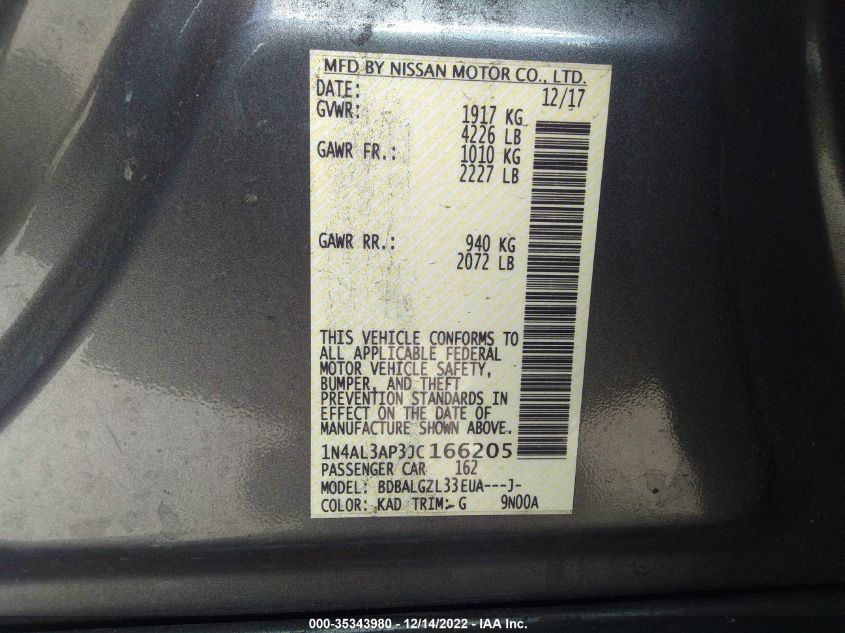 MFD BY NISSAN MOTOR CO., LTD.
DATE: 12/17
GVWR: 1917 KG
4226 LB
GAWR FR.: 1010 KG
2227 LB
GAWR RR.: 940 KG
2072 LB
THIS VEHICLE CONFORMS TO
ALL APPLICABLE FEDERAL
MOTOR VEHICLE SAFETY,
BUMPER, AND THEFT
PREVENTION STANDARDS IN
EFFECT ON THE DATE OF
MANUFACTURE SHOWN ABOVE.
1N4AL3AP3JC166205
PASSENGER CAR 162
MODEL: BDBALGZL33EUA---J-
COLOR: KAD TRIM: G 9N00A
000-35343980 - 12/14/2022 - IAA Inc.